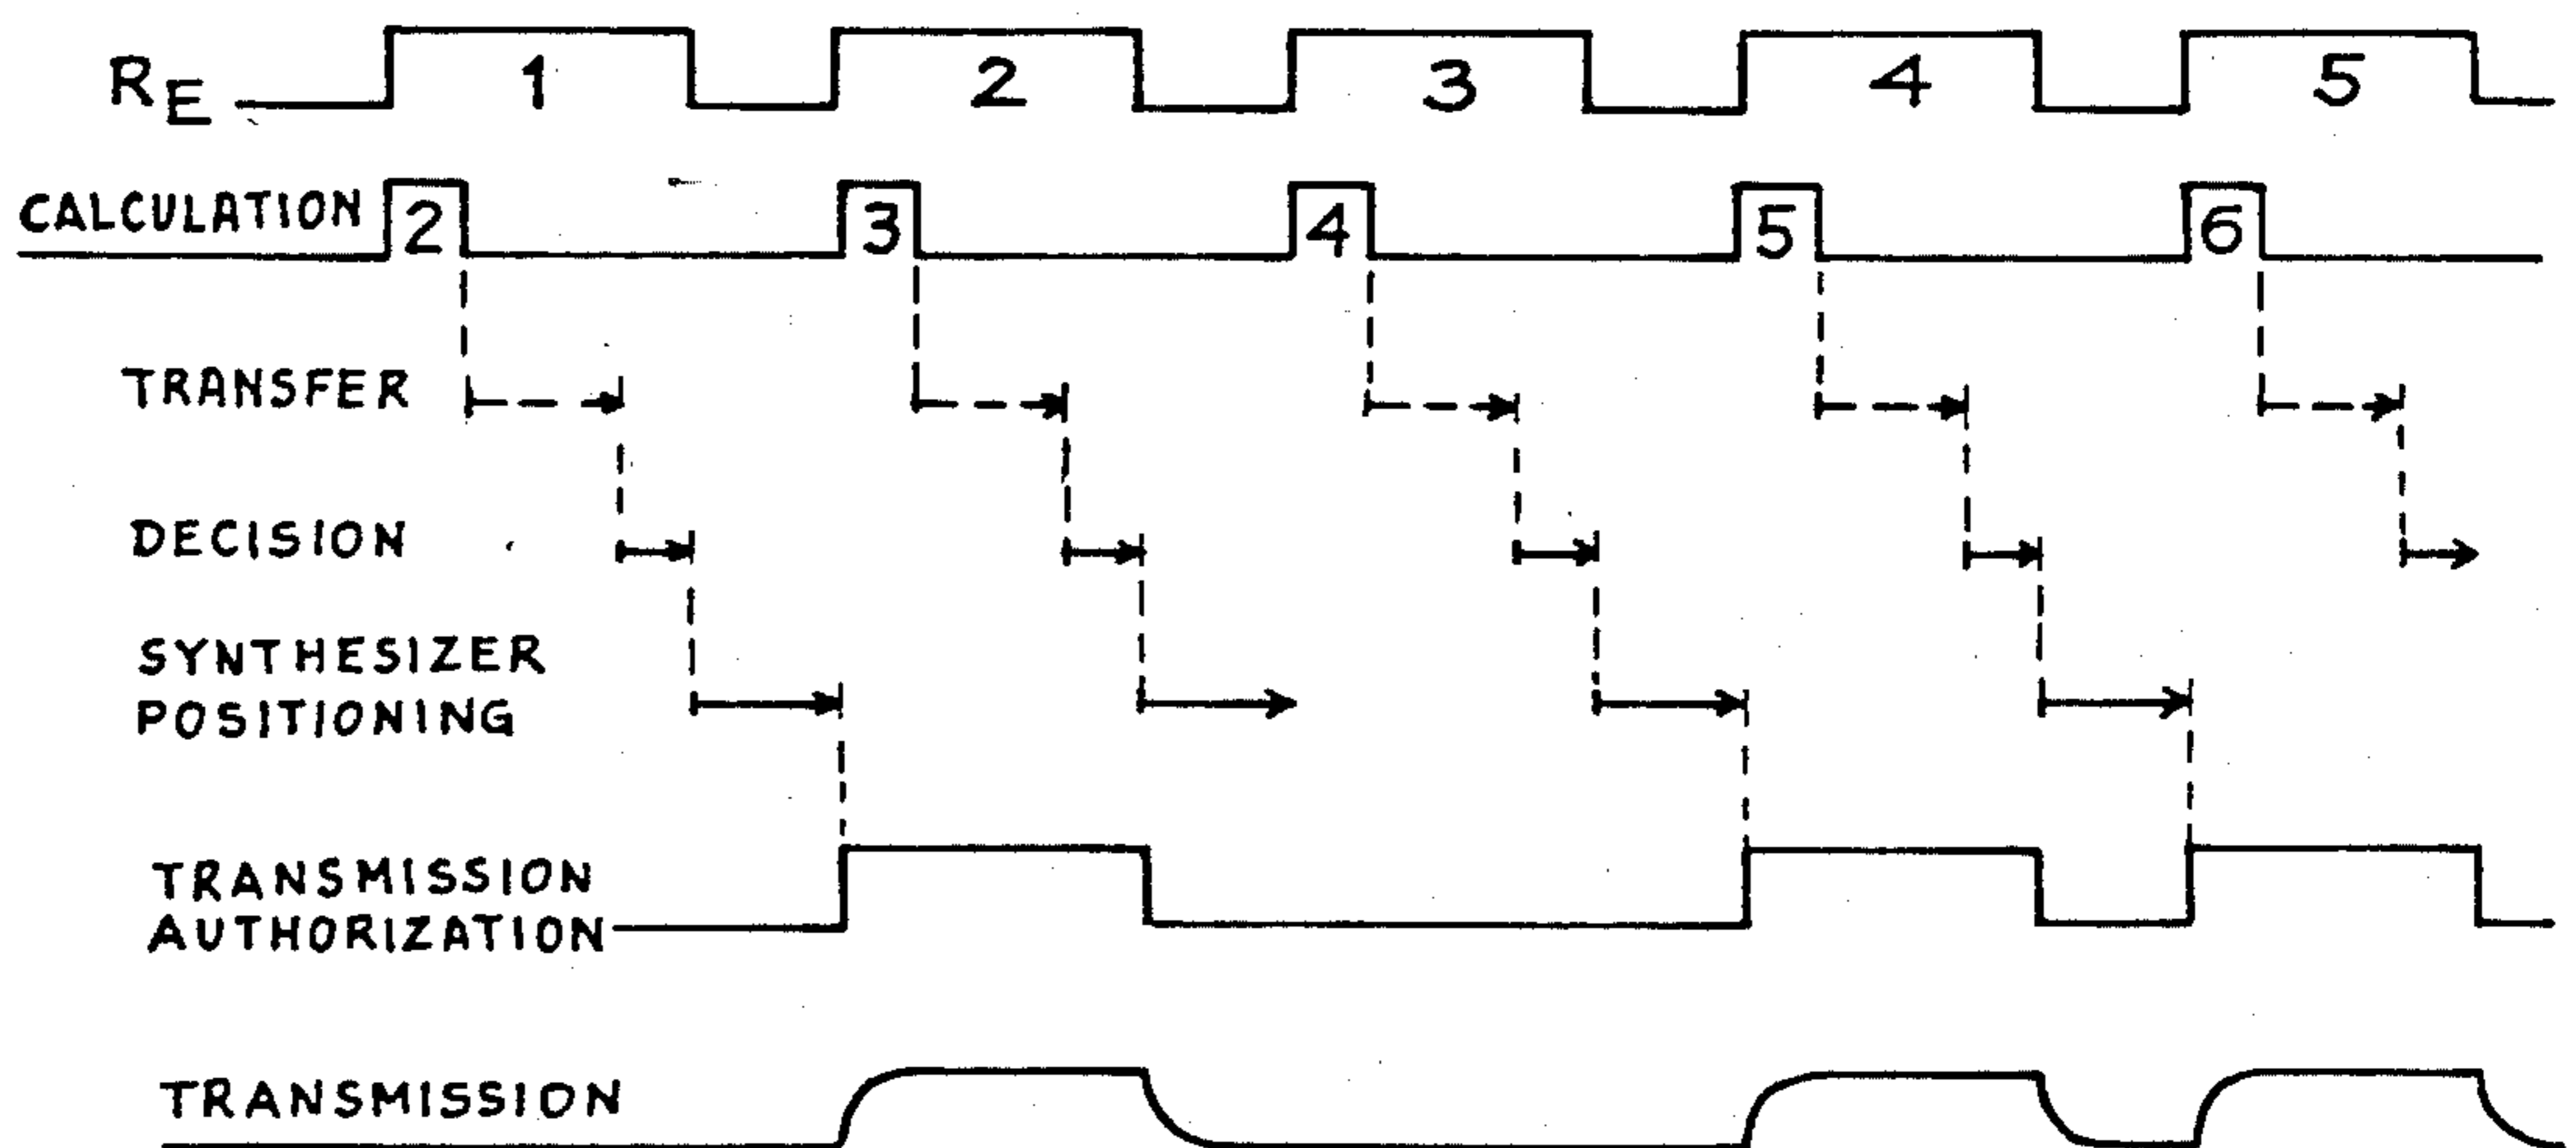 RE 1 2 3 4 5
CALCULATION 2 3 4 5 6
TRANSFER
DECISION
SYNTHESIZER
POSITIONING
TRANSMISSION
AUTHORIZATION
TRANSMISSION